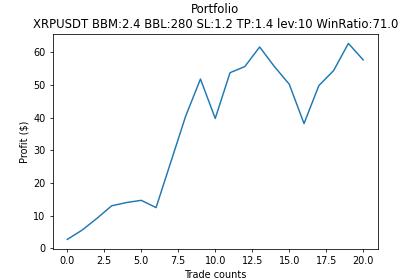 Portfolio
XRPUSDT BBM:2.4 BBL:280 SL:1.2 TP:1.4 lev:10 WinRatio:71.0
60
50
40
30
20
10
0
Profit ($)
0.0 2.5 5.0 7.5 10.0 12.5 15.0 17.5 20.0
Trade counts